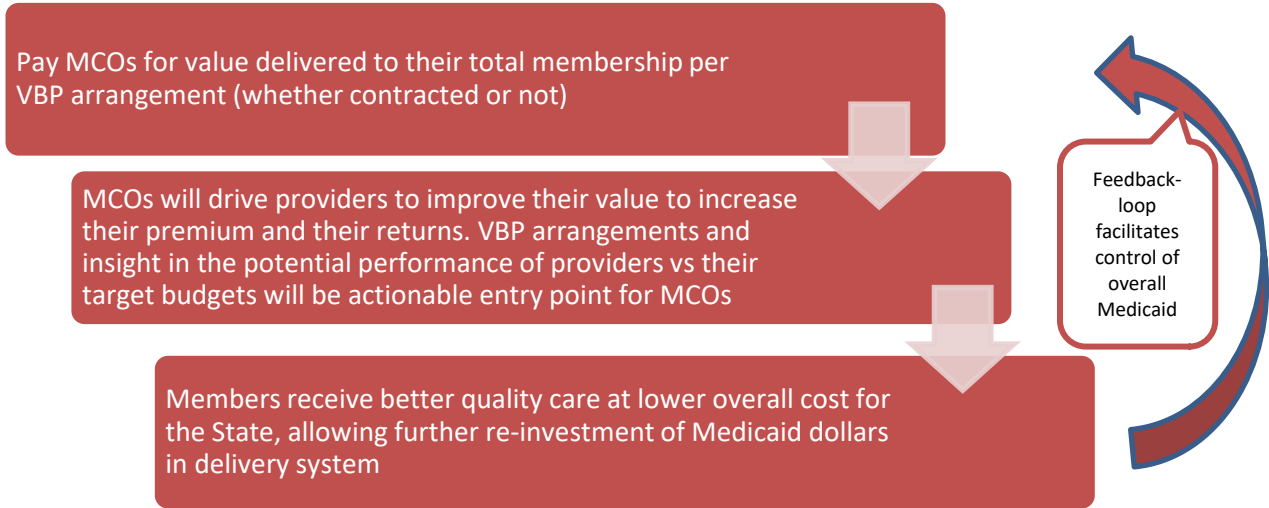 Pay MCOs for value delivered to their total membership per
VBP arrangement (whether contracted or not)
MCOs will drive providers to improve their value to increase
their premium and their returns. VBP arrangements and
insight in the potential performance of providers vs their
target budgets will be actionable entry point for MCOs
Members receive better quality care at lower overall cost for
the State, allowing further re-investment of Medicaid dollars
in delivery system
Feedback-
loop
facilitates
control of
overall
Medicaid